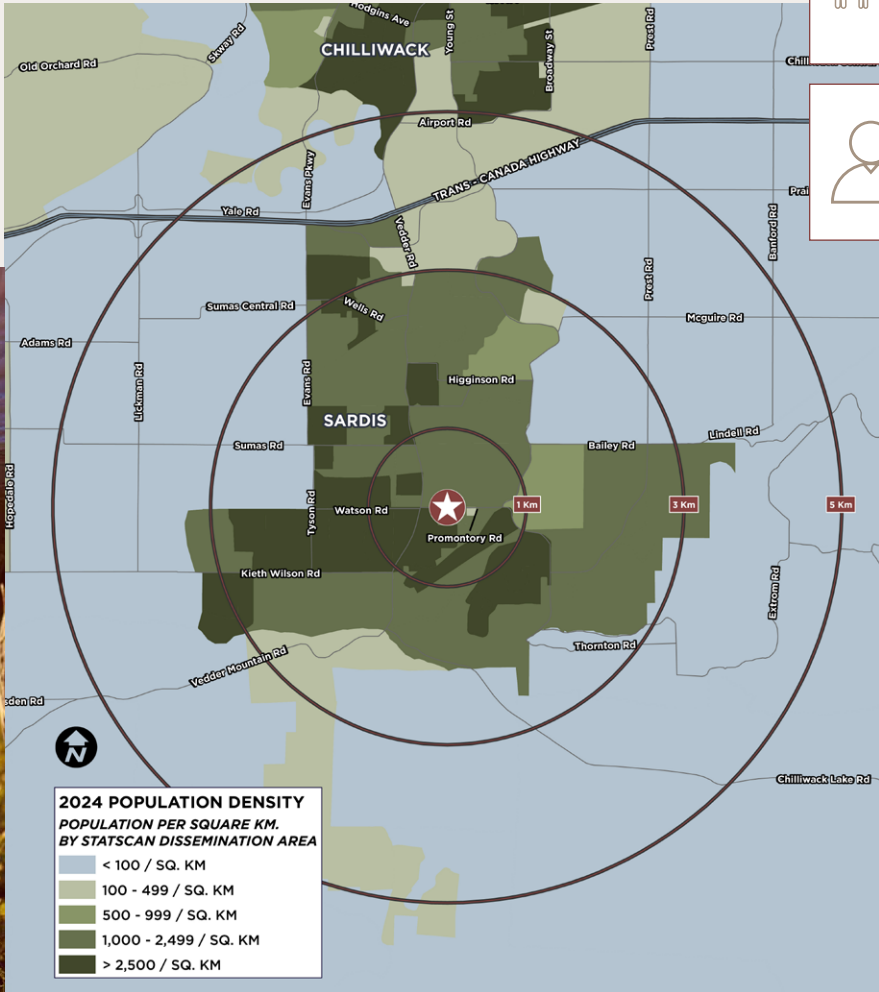 Hodgins Ave
Young St
Broadway St
Prest Rd
Skway Rd
CHILLIWACK
Old Orchard Rd
Airport Rd
TRANS - CANADA HIGHWAY
Evans Pkwy
Yale Rd
Vedder Rd
Banford Rd
Prest Rd
Sumas Central Rd
Wells Rd
Mcguire Rd
Adams Rd
Lickman Rd
Evans Rd
Higginson Rd
SARDIS
Sumas Rd
Bailey Rd
Lindell Rd
Hopedale Rd
Tyson Rd
Watson Rd
1 Km
3 Km
5 Km
Promontory Rd
Kieth Wilson Rd
Extrom Rd
Thornton Rd
Vedder Mountain Rd
sden Rd
N
Chilliwack Lake Rd
2024 POPULATION DENSITY
POPULATION PER SQUARE KM.
BY STATSCAN DISSEMINATION AREA
< 100 / SQ. KM
100 - 499 / SQ. KM
500 - 999 / SQ. KM
1,000 - 2,499 / SQ. KM
> 2,500 / SQ. KM